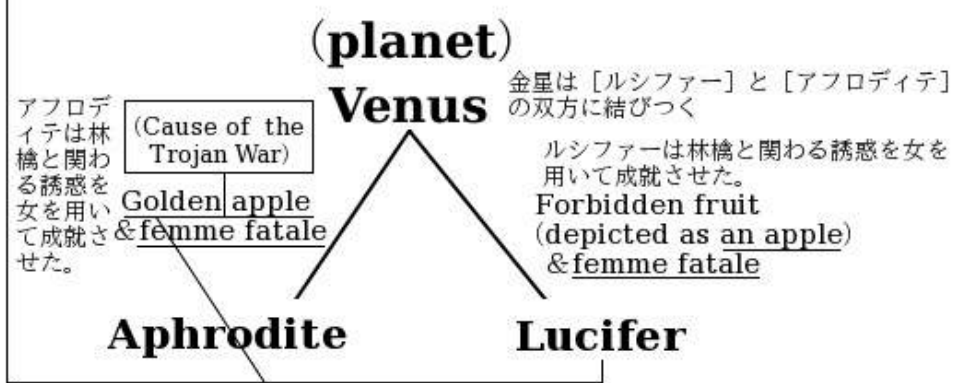 (planet)
Venus
金星は［ルシファー］と［アフロディテ］
の双方に結びつく
アフロデ
ィテは林
檎と関わ
る誘惑を
女を用い
て成就さ
せた。
(Cause of the
Trojan War)
Golden apple
&femme fatale
ルシファーは林檎と関わる誘惑を女を
用いて成就させた。
Forbidden fruit
(depicted as an apple)
&femme fatale
Aphrodite
Lucifer